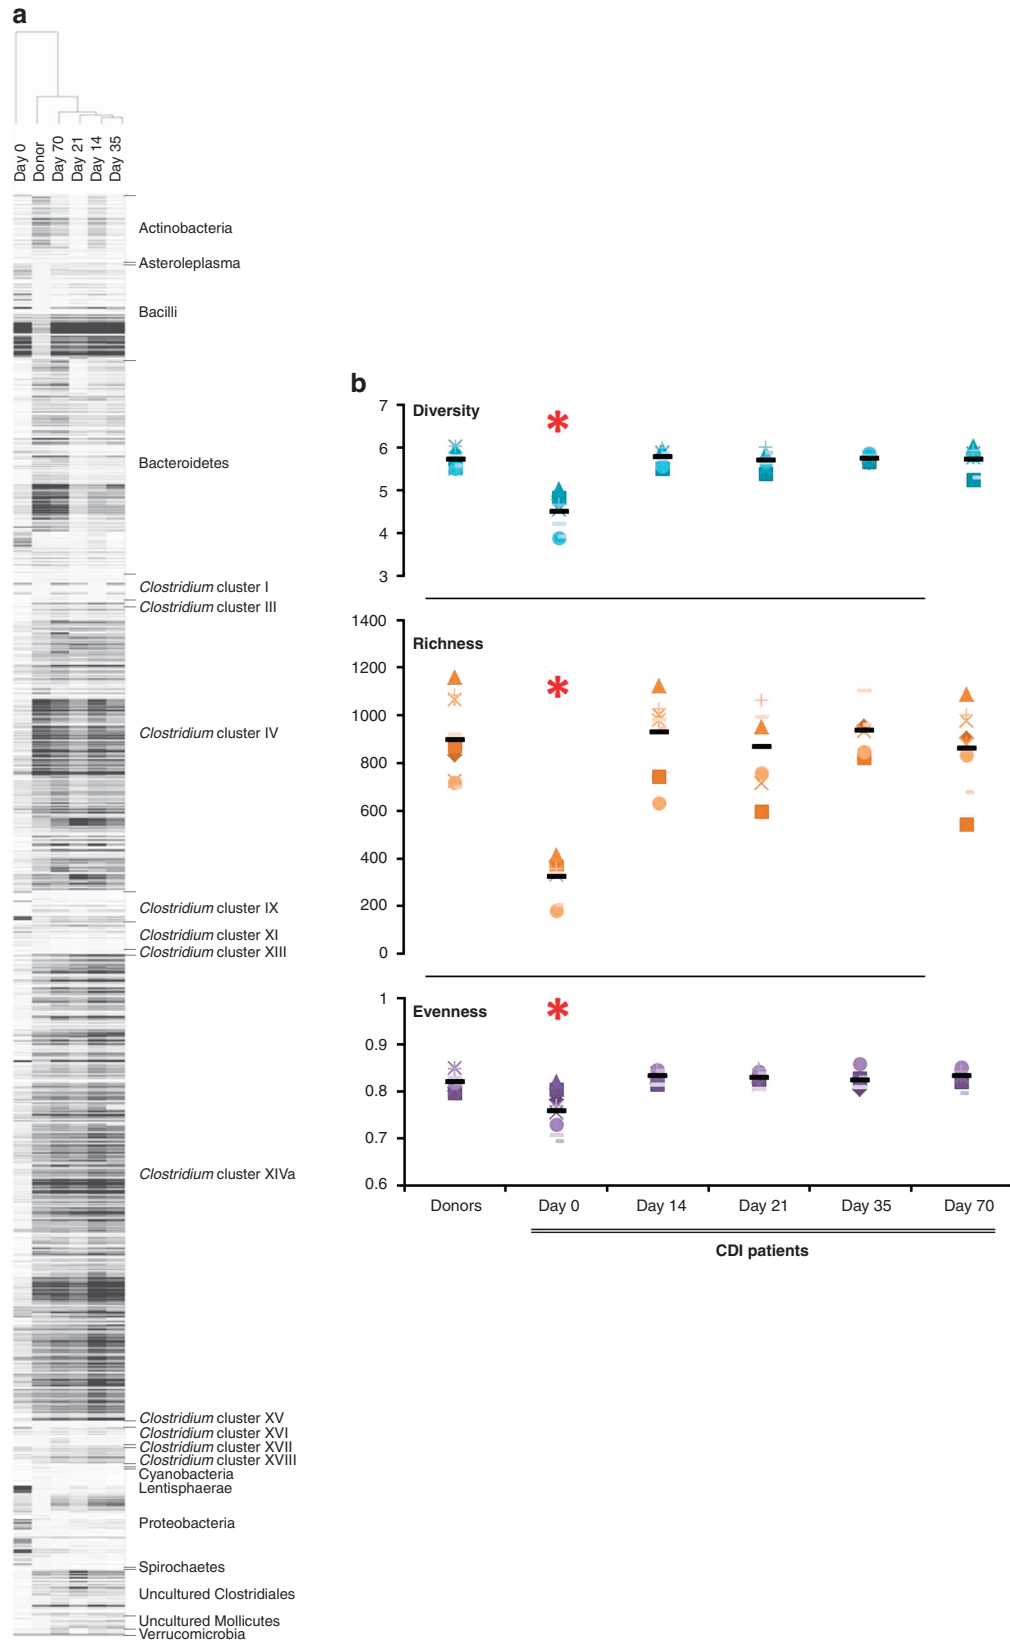 a
Day 0
Donor
Day 70
Day 21
Day 14
Day 35
Actinobacteria
Asteroleplasma
Bacilli
Bacteroidetes
Clostridium cluster I
Clostridium cluster III
Clostridium cluster IV
Clostridium cluster IX
Clostridium cluster XI
Clostridium cluster XIII
Clostridium cluster XIVa
Clostridium cluster XV
Clostridium cluster XVI
Clostridium cluster XVII
Clostridium cluster XVIII
Cyanobacteria
Lentisphaerae
Proteobacteria
Spirochaetes
Uncultured Clostridiales
Uncultured Mollicutes
Verrucomicrobia
b
Diversity
7
6
5
4
3
Richness
1400
1200
1000
800
600
400
200
0
Evenness
1
0.9
0.8
0.7
0.6
Donors Day 0 Day 14 Day 21 Day 35 Day 70
CDI patients